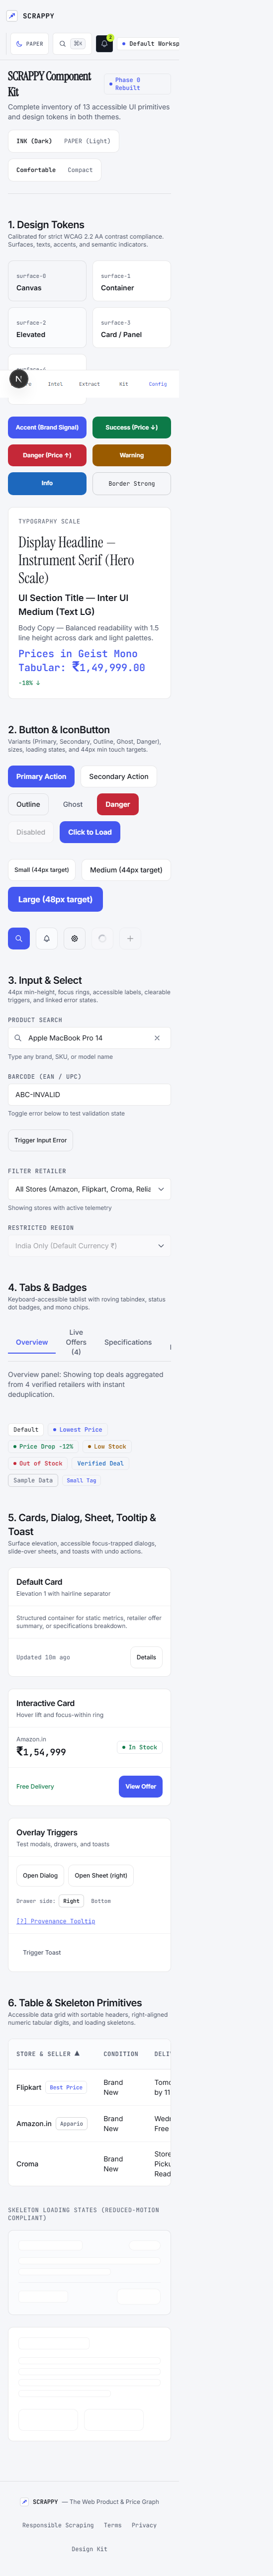 SCRAPPY
PAPER
⌘K
2
Default Worksp
SCRAPPY Component Kit
Phase 0 Rebuilt
Complete inventory of 13 accessible UI primitives
and design tokens in both themes.
INK (Dark) PAPER (Light)
Comfortable Compact
1. Design Tokens
Calibrated for strict WCAG 2.2 AA contrast compliance.
Surfaces, texts, accents, and semantic indicators.
surface-0
Canvas
surface-1
Container
surface-2
Elevated
surface-3
Card / Panel
N
Intel Extract Kit Config
Accent (Brand Signal)
Success (Price ↓)
Danger (Price ↑)
Warning
Info
Border Strong
TYPOGRAPHY SCALE
Display Headline —
Instrument Serif (Hero
Scale)
UI Section Title — Inter UI
Medium (Text LG)
Body Copy — Balanced readability with 1.5
line height across dark and light palettes.
Prices in Geist Mono
Tabular: ₹1,49,999.00
-18% ↓
2. Button & IconButton
Variants (Primary, Secondary, Outline, Ghost, Danger),
sizes, loading states, and 44px min touch targets.
Primary Action
Secondary Action
Outline
Ghost
Danger
Disabled
Click to Load
Small (44px target)
Medium (44px target)
Large (48px target)
3. Input & Select
44px min-height, focus rings, accessible labels, clearable
triggers, and linked error states.
PRODUCT SEARCH
Apple MacBook Pro 14
Type any brand, SKU, or model name
BARCODE (EAN / UPC)
ABC-INVALID
Toggle error below to test validation state
Trigger Input Error
FILTER RETAILER
All Stores (Amazon, Flipkart, Croma, Relia
Showing stores with active telemetry
RESTRICTED REGION
India Only (Default Currency ₹)
4. Tabs & Badges
Keyboard-accessible tablist with roving tabindex, status
dot badges, and mono chips.
Overview
Live
Offers
(4)
Specifications
Overview panel: Showing top deals aggregated
from 4 verified retailers with instant
deduplication.
Default
Lowest Price
Price Drop -12%
Low Stock
Out of Stock
Verified Deal
Sample Data
Small Tag
5. Cards, Dialog, Sheet, Tooltip &
Toast
Surface elevation, accessible focus-trapped dialogs,
slide-over sheets, and toasts with undo actions.
Default Card
Elevation 1 with hairline separator
Structured container for static metrics, retailer offer
summary, or specifications breakdown.
Updated 10m ago
Details
Interactive Card
Hover lift and focus-within ring
Amazon.in
₹1,54,999
In Stock
Free Delivery
View Offer
Overlay Triggers
Test modals, drawers, and toasts
Open Dialog
Open Sheet (right)
Drawer side: Right Bottom
[?] Provenance Tooltip
Trigger Toast
6. Table & Skeleton Primitives
Accessible data grid with sortable headers, right-aligned
numeric tabular digits, and loading skeletons.
STORE & SELLER ▲ CONDITION DELI
Flipkart Best Price
Brand
New
Tomo
by 11
Amazon.in Appario
Brand
New
Wedn
Free
Croma
Brand
New
Store
Picku
Read
SKELETON LOADING STATES (REDUCED-MOTION
COMPLIANT)
SCRAPPY — The Web Product & Price Graph
Responsible Scraping Terms Privacy
Design Kit